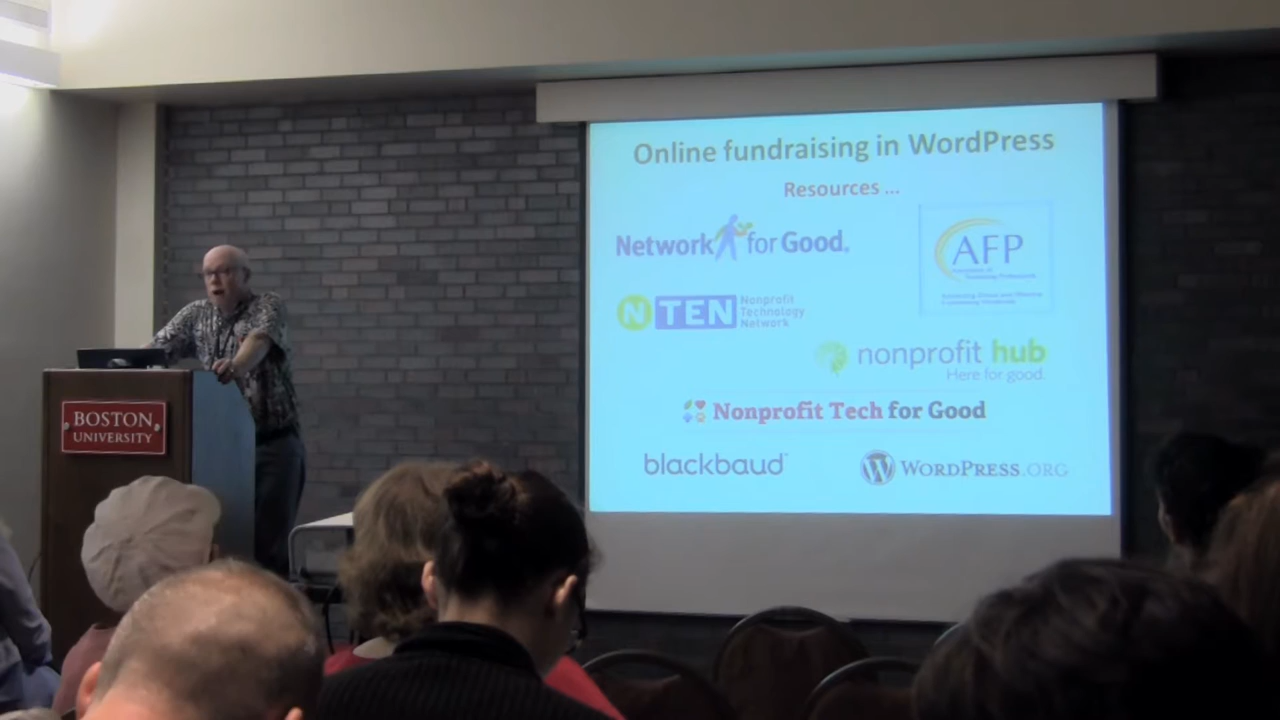 Online fundraising in WordPress
Resources ...
Network for Good®
AFP
NTEN Nonprofit
Technology
Network
nonprofit hub
Here for good.
Nonprofit Tech for Good
blackbaud
WORDPRESS.ORG
BOSTON
UNIVERSITY